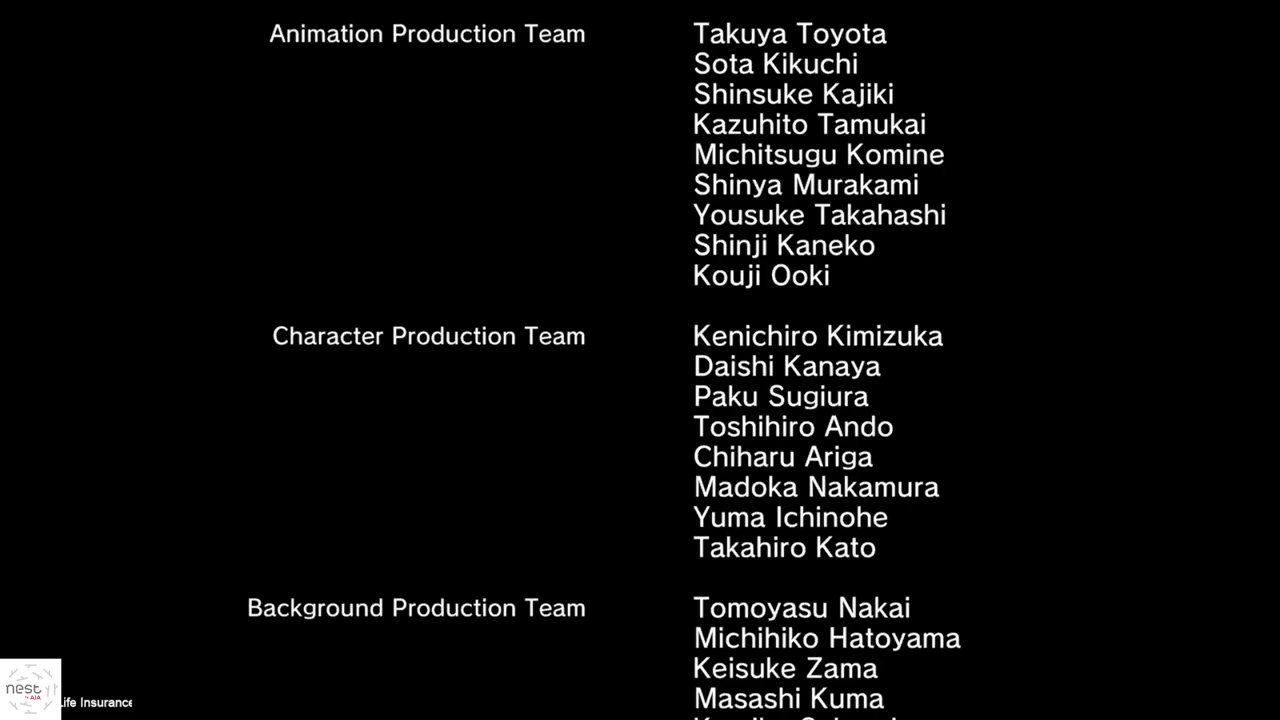 Animation Production Team Takuya Toyota
Sota Kikuchi
Shinsuke Kajiki
Kazuhito Tamukai
Michitsugu Komine
Shinya Murakami
Yousuke Takahashi
Shinji Kaneko
Kouji Ooki
Character Production Team Kenichiro Kimizuka
Daishi Kanaya
Paku Sugiura
Toshihiro Ando
Chiharu Ariga
Madoka Nakamura
Yuma Ichinohe
Takahiro Kato
Background Production Team Tomoyasu Nakai
Michihiko Hatoyama
Keisuke Zama
Masashi Kuma
nest
by AIA
Life Insurance